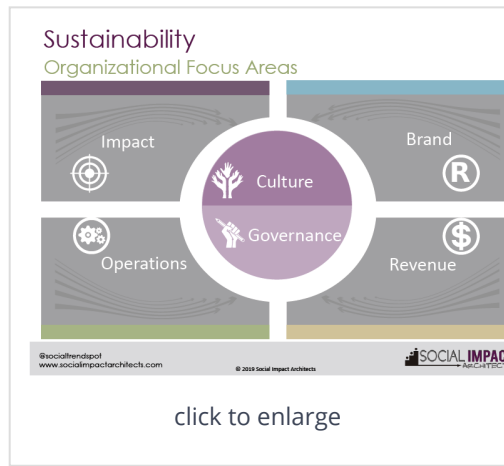 Sustainability
Organizational Focus Areas
Impact
Brand
R
Culture
Governance
Operations
$
Revenue
@socialtrendspot
www.socialimpactarchitects.com
© 2019 Social Impact Architects
SOCIAL IMPAC
ARCHITECT
click to enlarge